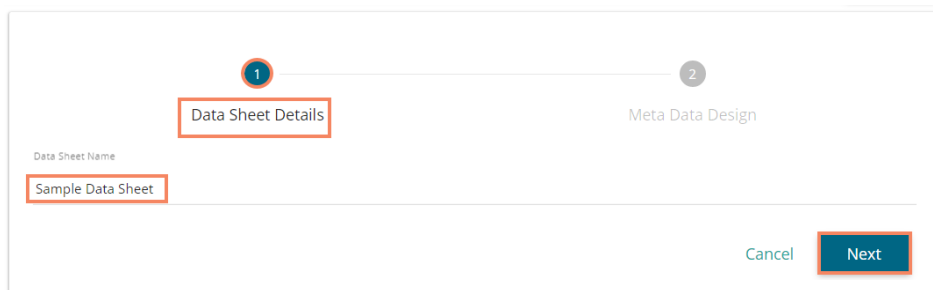 1
2
Data Sheet Details
Meta Data Design
Data Sheet Name
Sample Data Sheet
Cancel
Next